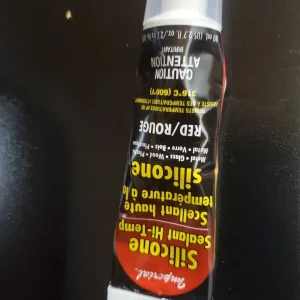 Imperial
Silicone
Sealant Hi-Temp
Scellant haute
température à la
silicone
Metal • Glass • Wood • Plastic
Métal • Verre • Bois • Plastique
RED/ROUGE
316°C (600°F)
CAUTION
ATTENTION
IRRITANT